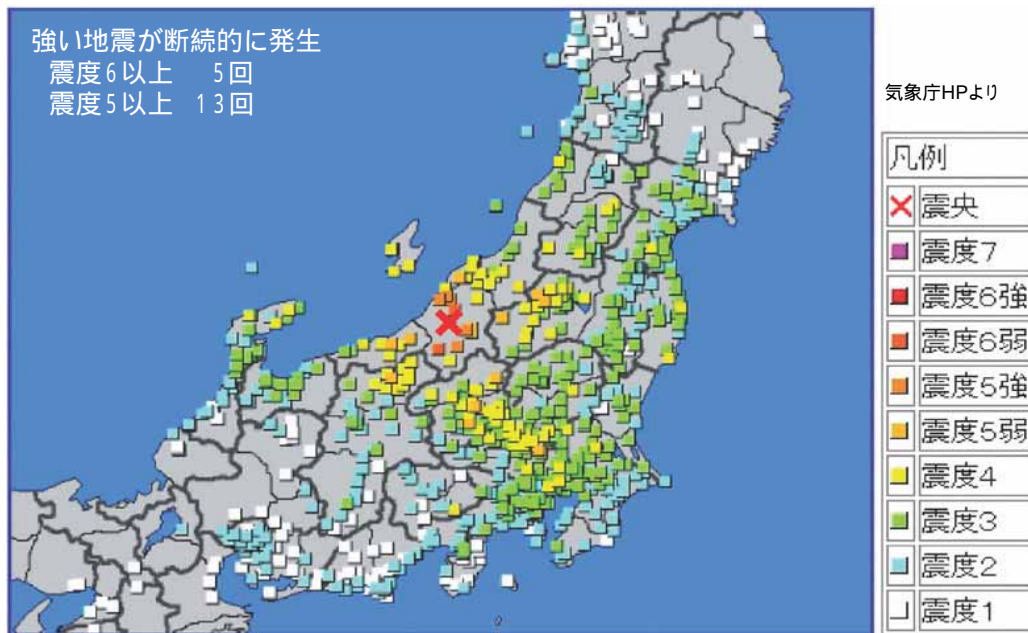 強い地震が断続的に発生
震度6以上　5回
震度5以上　13回
気象庁HPより
凡例
震央
震度7
震度6強
震度6弱
震度5強
震度5弱
震度4
震度3
震度2
震度1